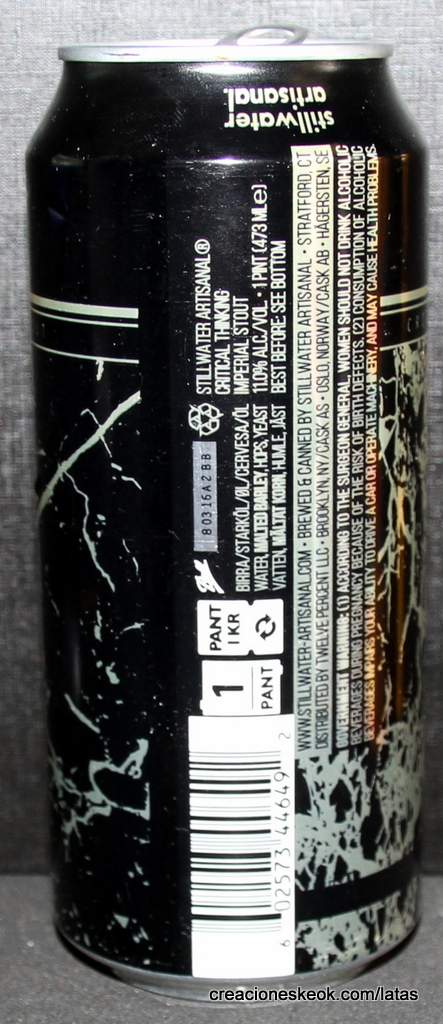 stillwater
artisanal.
STILLWATER ARTISANAL®
CRITICAL THINKING
IMPERIAL STOUT
11.0% ALC/VOL • 1 PINT (473 ML℮)
BEST BEFORE: SEE BOTTOM
80316A2BB
BIRRA/STARKÖL/ØL/CERVESA/ÖL
WATER, MALTED BARLEY, HOPS, YEAST
VATTEN, MÄLTAT KORN, HUMLE, JÄST
PANT
1 KR
1
PANT
WWW.STILLWATER-ARTISANAL.COM • BREWED & CANNED BY STILLWATER ARTISANAL • STRATFORD, CT
DISTRIBUTED BY TWELVE PERCENT LLC • BROOKLYN, NY/CASK AS • OSLO, NORWAY/CASK AB • HÄGERSTEN, SE
GOVERNMENT WARNING: (1) ACCORDING TO THE SURGEON GENERAL, WOMEN SHOULD NOT DRINK ALCOHOLIC
BEVERAGES DURING PREGNANCY BECAUSE OF THE RISK OF BIRTH DEFECTS. (2) CONSUMPTION OF ALCOHOLIC
BEVERAGES IMPAIRS YOUR ABILITY TO DRIVE A CAR OR OPERATE MACHINERY, AND MAY CAUSE HEALTH PROBLEMS.
6 02573 44649 2
creacioneskeok.com/latas